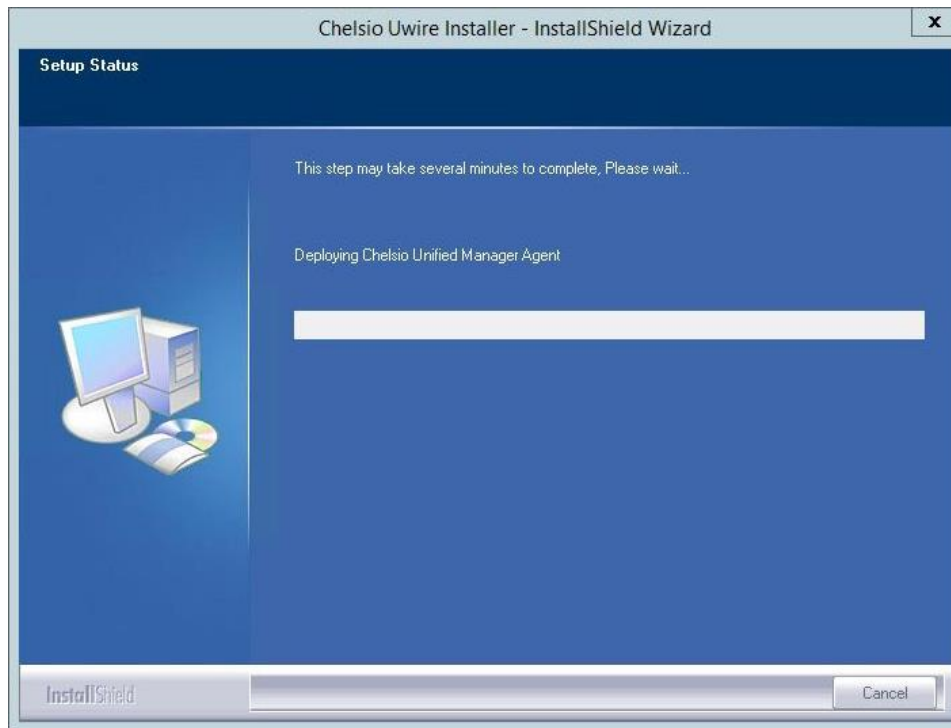 Chelsio Uwire Installer - InstallShield Wizard
x
Setup Status
This step may take several minutes to complete, Please wait...
Deploying Chelsio Unified Manager Agent
InstallShield
Cancel